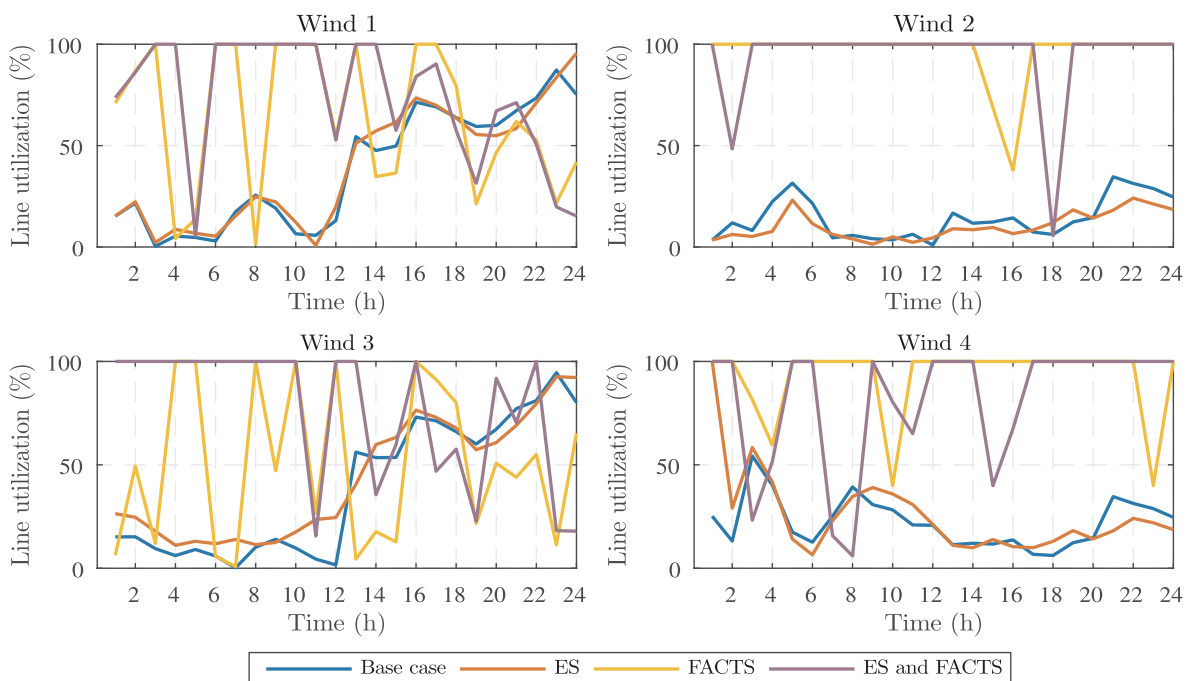 Wind 1
Line utilization (%)
100
50
0
2 4 6 8 10 12 14 16 18 20 22 24
Time (h)
Wind 2
Line utilization (%)
100
50
0
2 4 6 8 10 12 14 16 18 20 22 24
Time (h)
Wind 3
Line utilization (%)
100
50
0
2 4 6 8 10 12 14 16 18 20 22 24
Time (h)
Wind 4
Line utilization (%)
100
50
0
2 4 6 8 10 12 14 16 18 20 22 24
Time (h)
Base case ES FACTS ES and FACTS